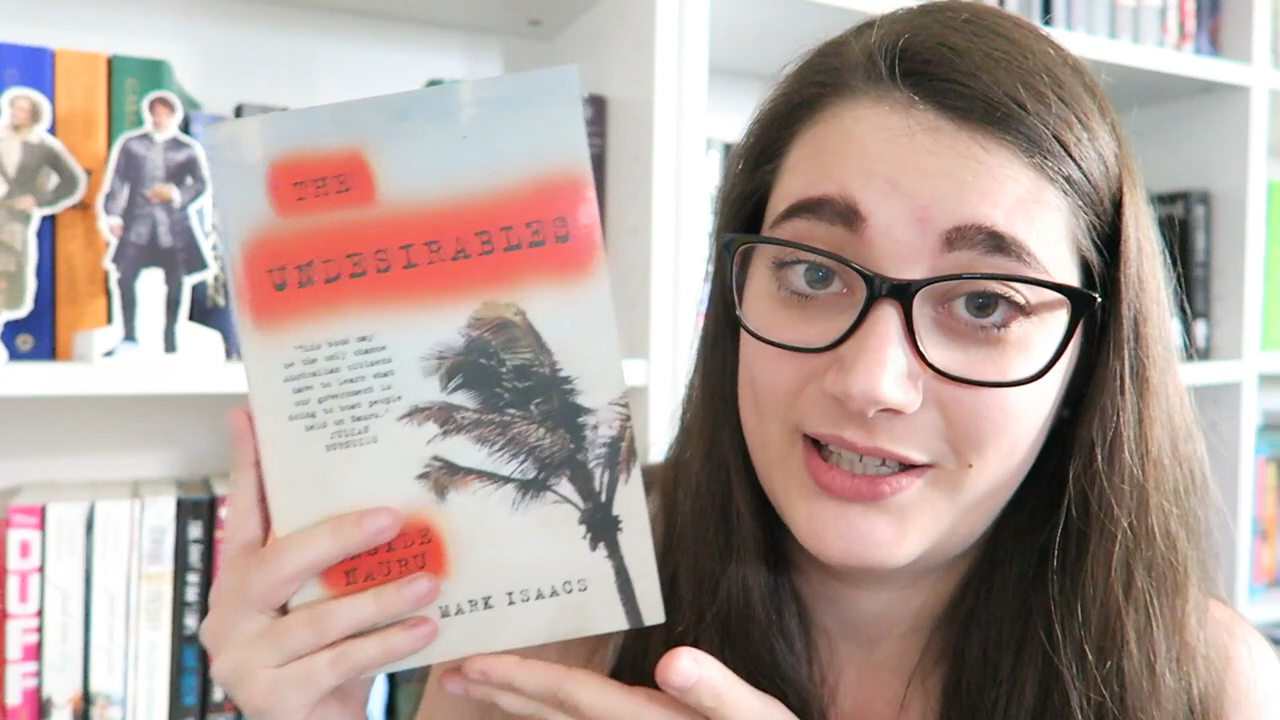 THE
UNDESIRABLES
"This book may
be the only chance
Australian citizens
have to learn what
our government is
doing to boat people
held on Nauru."
JULIAN
BURNSIDE
INSIDE
NAURU
MARK ISAACS
DUFF